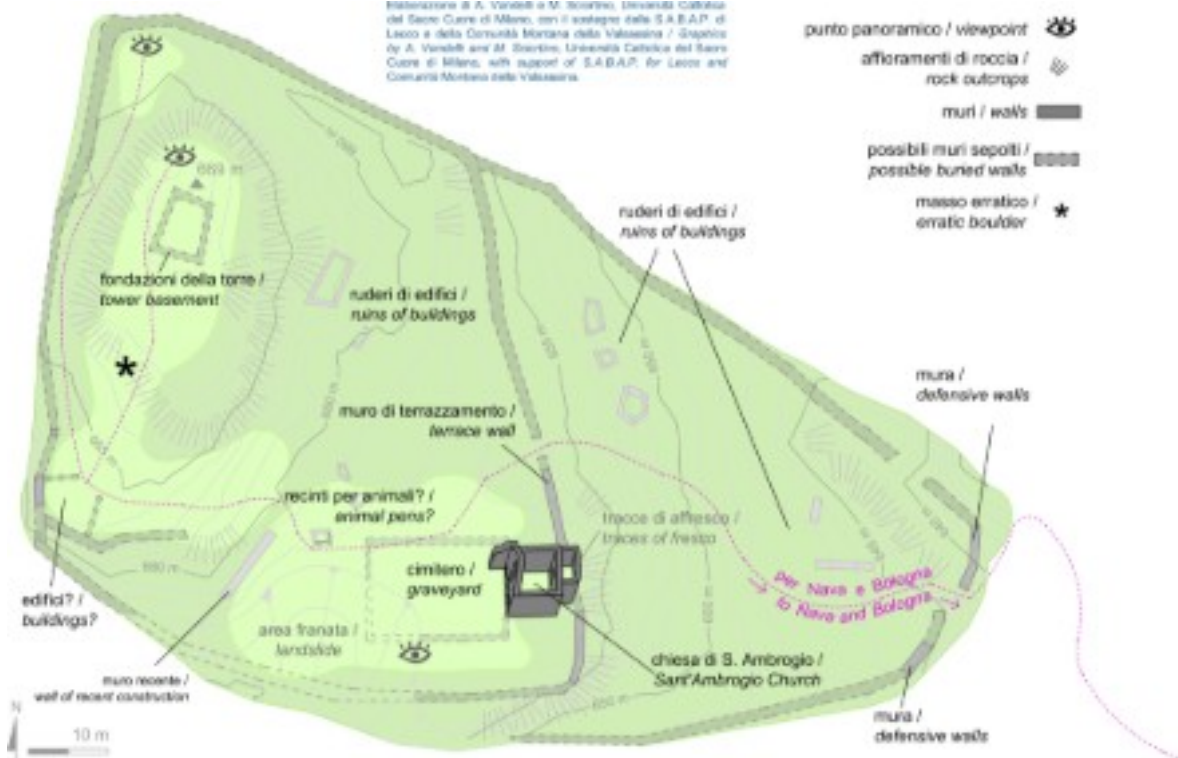 Elaborazione di A. Vandelli e M. Sciortino, Università Cattolica
del Sacro Cuore di Milano, con il sostegno della S.A.B.A.P. di
Lecco e della Comunità Montana della Valsassina / Graphics
by A. Vandelli and M. Sciortino, Università Cattolica del Sacro
Cuore di Milano, with support of S.A.B.A.P. for Lecco and
Comunità Montana della Valsassina.
punto panoramico / viewpoint
affioramenti di roccia /
rock outcrops
muri / walls
possibili muri sepolti /
possible buried walls
masso erratico /
erratic boulder
669 m
fondazioni della torre /
tower basement
ruderi di edifici /
ruins of buildings
ruderi di edifici /
ruins of buildings
mura /
defensive walls
muro di terrazzamento /
terrace wall
recinti per animali? /
animal pens?
tracce di affresco /
traces of fresco
cimitero /
graveyard
per Nava e Bologna
to Nava and Bologna
edifici? /
buildings?
area franata /
landslide
muro recente /
wall of recent construction
chiesa di S. Ambrogio /
Sant'Ambrogio Church
mura /
defensive walls
N
10 m